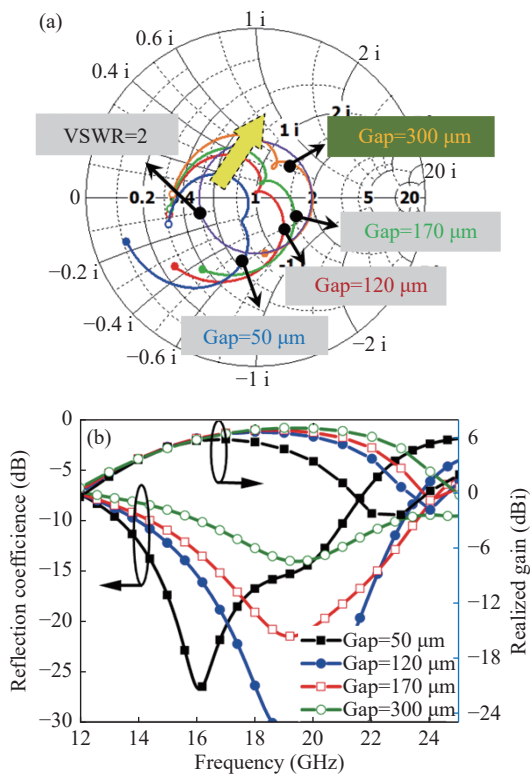 (a)
0.6 i
1 i
0.4 i
2 i
VSWR=2
1 i
2 i
Gap=300 μm
20 i
0
0.2
.4
1
2
5
20
Gap=170 μm
−0.2 i
-1
Gap=120 μm
−0.4 i
Gap=50 μm
−0.6 i
−2 i
−1 i
(b)
0
−5
−10
−15
−20
−25
−30
Reflection coefficience (dB)
6
0
−6
−12
−18
−24
Realized gain (dBi)
Gap=50 μm
Gap=120 μm
Gap=170 μm
Gap=300 μm
12
14
16
18
20
22
24
Frequency (GHz)